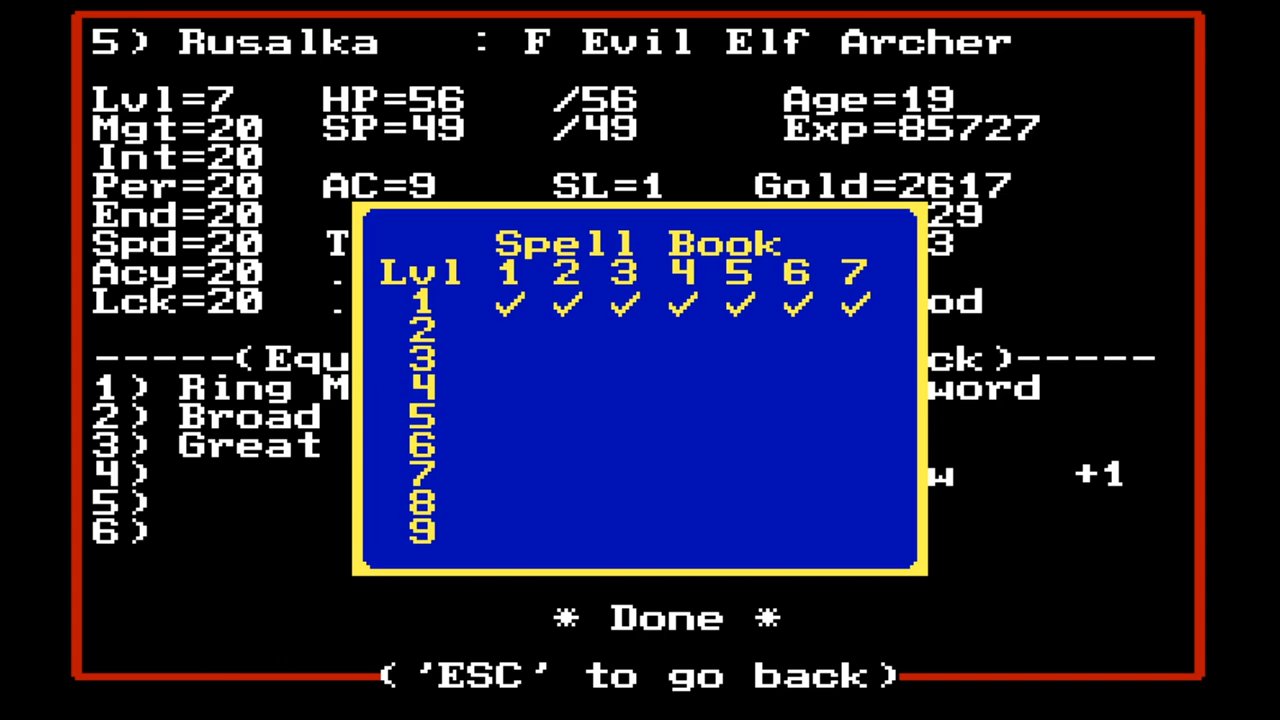 5) Rusalka : F Evil Elf Archer
Lvl=7 HP=56 /56 Age=19
Mgt=20 SP=49 /49 Exp=85727
Int=20
Per=20 AC=9 SL=1 Gold=2617
End=20 29
Spd=20 T 3
Acy=20 .
Lck=20 . od
Spell Book
Lvl 1 2 3 4 5 6 7
1 ✓ ✓ ✓ ✓ ✓ ✓ ✓
2
3
4
5
6
7
8
9
-----(Equ ck)-----
1) Ring M word
2) Broad
3) Great
4) w +1
5)
6)
* Done *
('ESC' to go back)